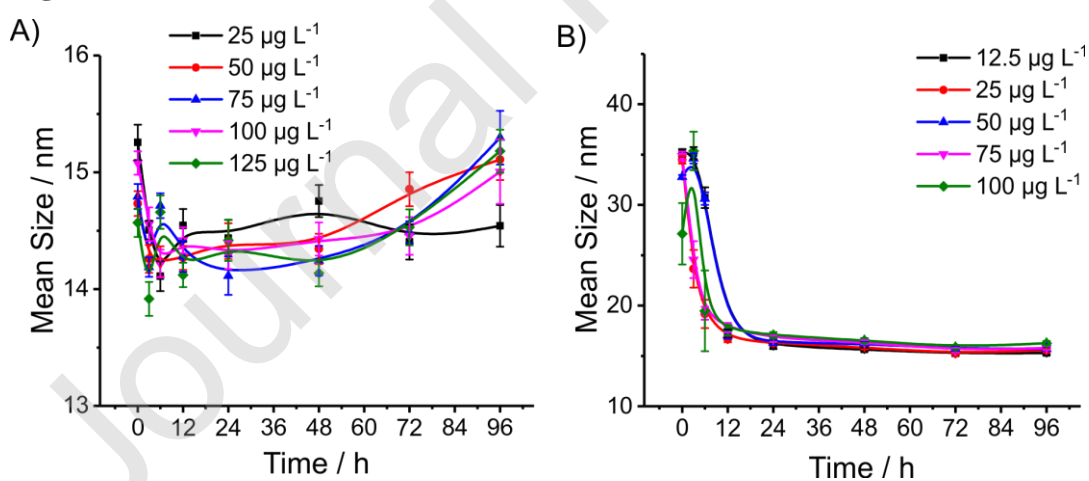 A)
25 µg L⁻¹
50 µg L⁻¹
75 µg L⁻¹
100 µg L⁻¹
125 µg L⁻¹
Mean Size / nm
16
15
14
13
0 12 24 36 48 60 72 84 96
Time / h
B)
12.5 µg L⁻¹
25 µg L⁻¹
50 µg L⁻¹
75 µg L⁻¹
100 µg L⁻¹
Mean Size / nm
40
30
20
10
0 12 24 36 48 60 72 84 96
Time / h
Journal